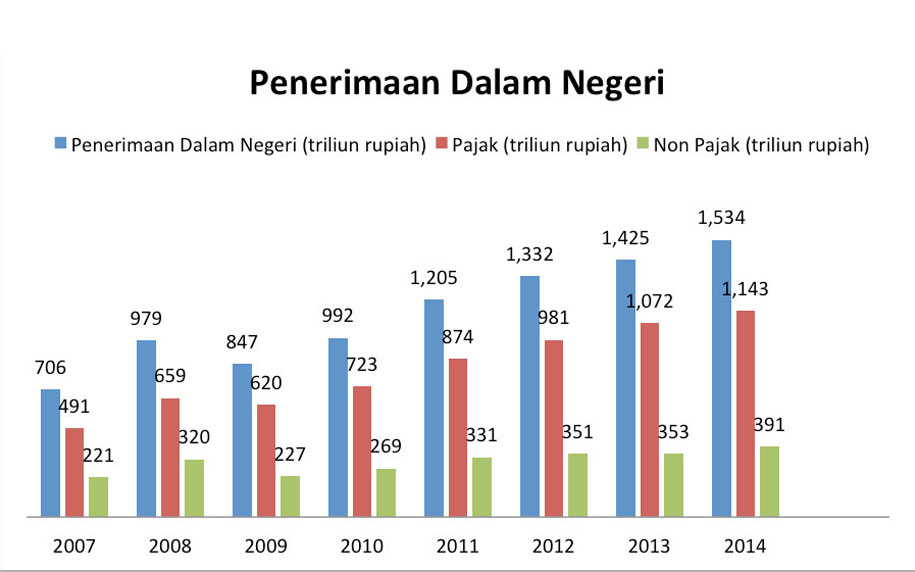 Penerimaan Dalam Negeri
Penerimaan Dalam Negeri (triliun rupiah) Pajak (triliun rupiah) Non Pajak (triliun rupiah)
706 491 221
979 659 320
847 620 227
992 723 269
1,205 874 331
1,332 981 351
1,425 1,072 353
1,534 1,143 391
2007 2008 2009 2010 2011 2012 2013 2014